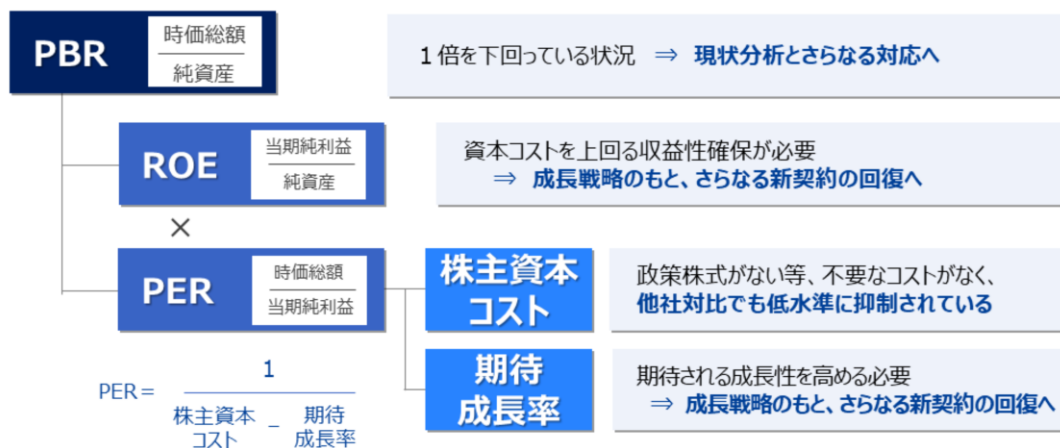 PBR
時価総額
純資産
1倍を下回っている状況 ⇒ 現状分析とさらなる対応へ
ROE
当期純利益
純資産
資本コストを上回る収益性確保が必要
⇒ 成長戦略のもと、さらなる新契約の回復へ
×
PER
時価総額
当期純利益
株主資本
コスト
政策株式がない等、不要なコストがなく、
他社対比でも低水準に抑制されている
期待
成長率
期待される成長性を高める必要
⇒ 成長戦略のもと、さらなる新契約の回復へ
PER=
1
株主資本
コスト
−
期待
成長率